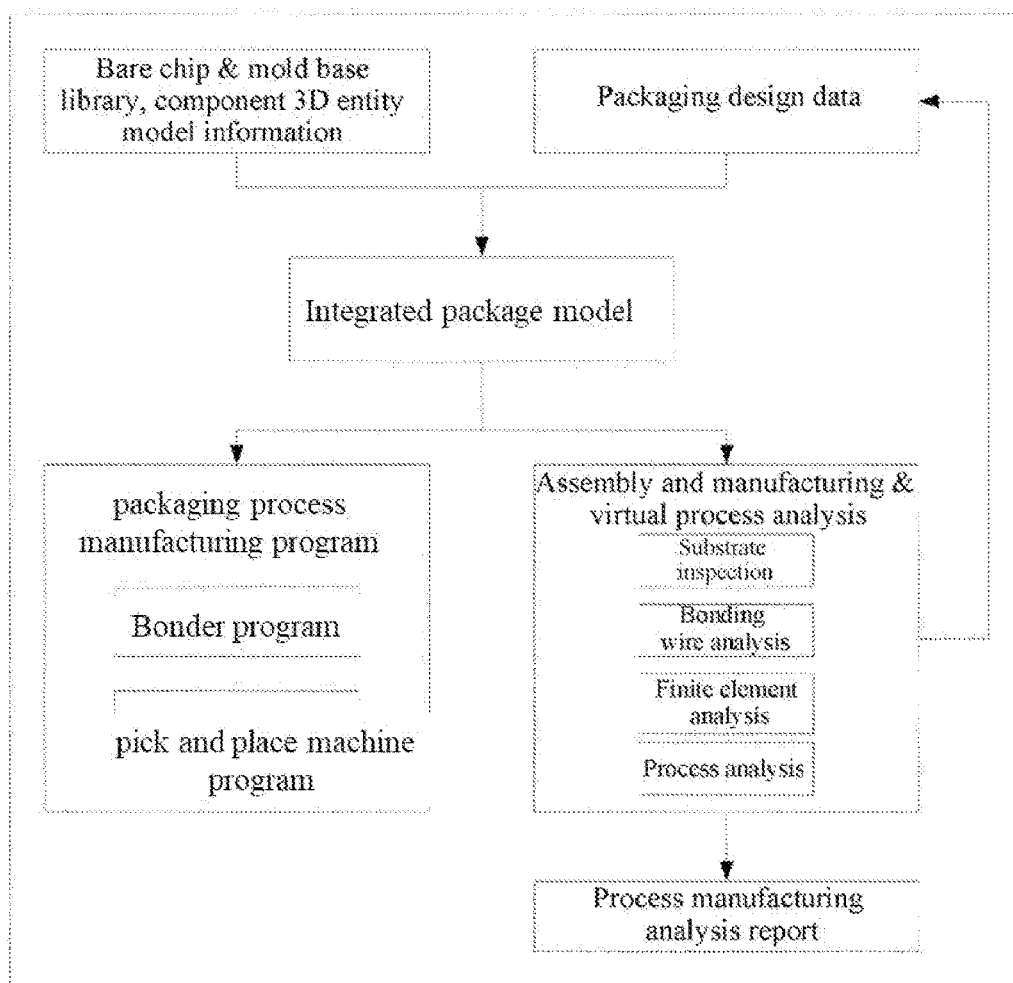 Bare chip & mold base
library, component 3D entity
model information
Packaging design data
Integrated package model
packaging process
manufacturing program
Bonder program
pick and place machine
program
Assembly and manufacturing &
virtual process analysis
Substrate
inspection
Bonding
wire analysis
Finite element
analysis
Process analysis
Process manufacturing
analysis report